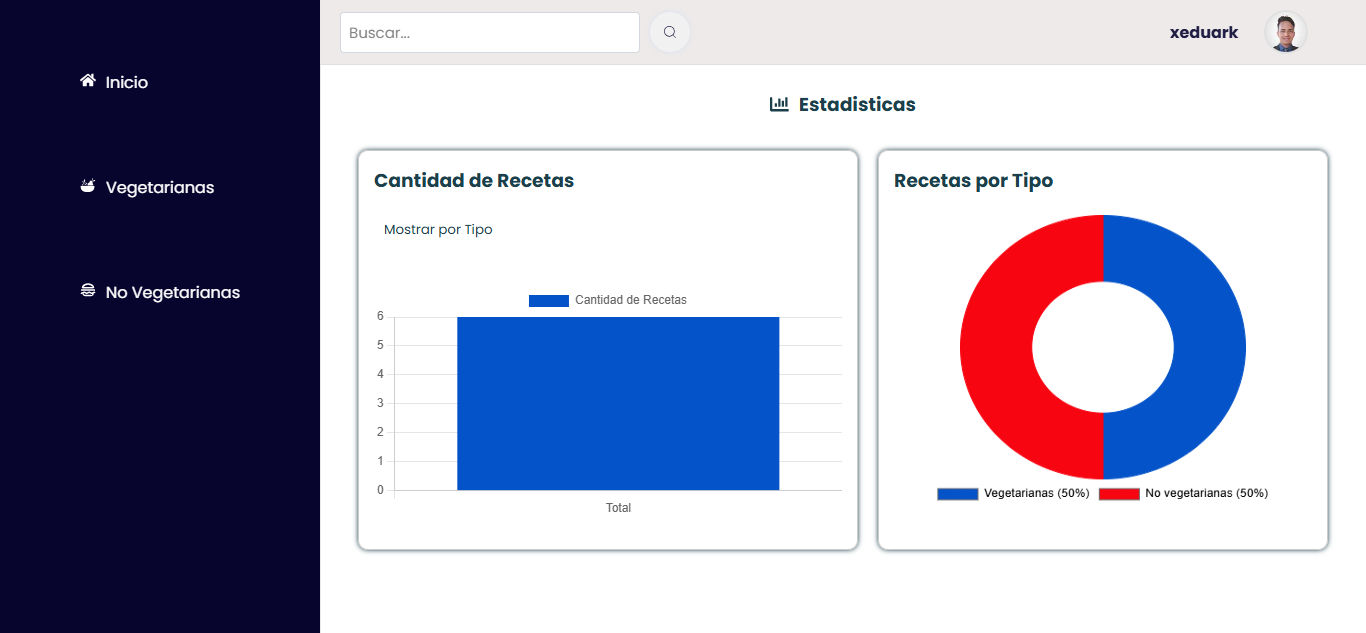 Buscar...
xeduark
Inicio
Vegetarianas
No Vegetarianas
Estadisticas
Cantidad de Recetas
Mostrar por Tipo
Cantidad de Recetas
6
5
4
3
2
1
0
Total
Recetas por Tipo
Vegetarianas (50%) No vegetarianas (50%)